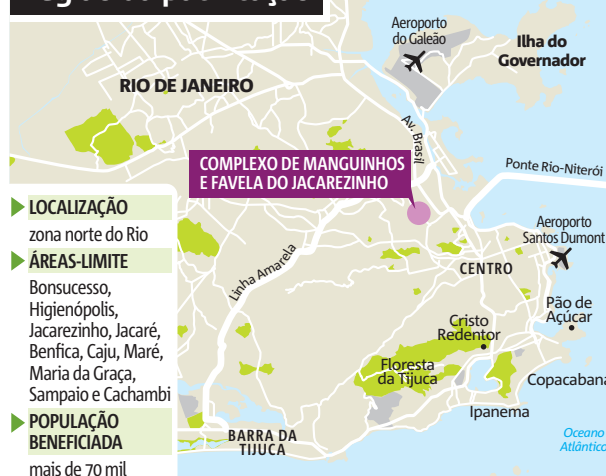 Aeroporto
do Galeão
Ilha do
Governador
RIO DE JANEIRO
Av. Brasil
COMPLEXO DE MANGUINHOS
E FAVELA DO JACAREZINHO
Ponte Rio-Niterói
LOCALIZAÇÃO
zona norte do Rio
ÁREAS-LIMITE
Bonsucesso,
Higienópolis,
Jacarezinho, Jacaré,
Benfica, Caju, Maré,
Maria da Graça,
Sampaio e Cachambi
POPULAÇÃO
BENEFICIADA
mais de 70 mil
Linha Amarela
Aeroporto
Santos Dumont
CENTRO
Pão de
Açúcar
Cristo
Redentor
Floresta
da Tijuca
Copacabana
Ipanema
BARRA DA
TIJUCA
Oceano
Atlântico